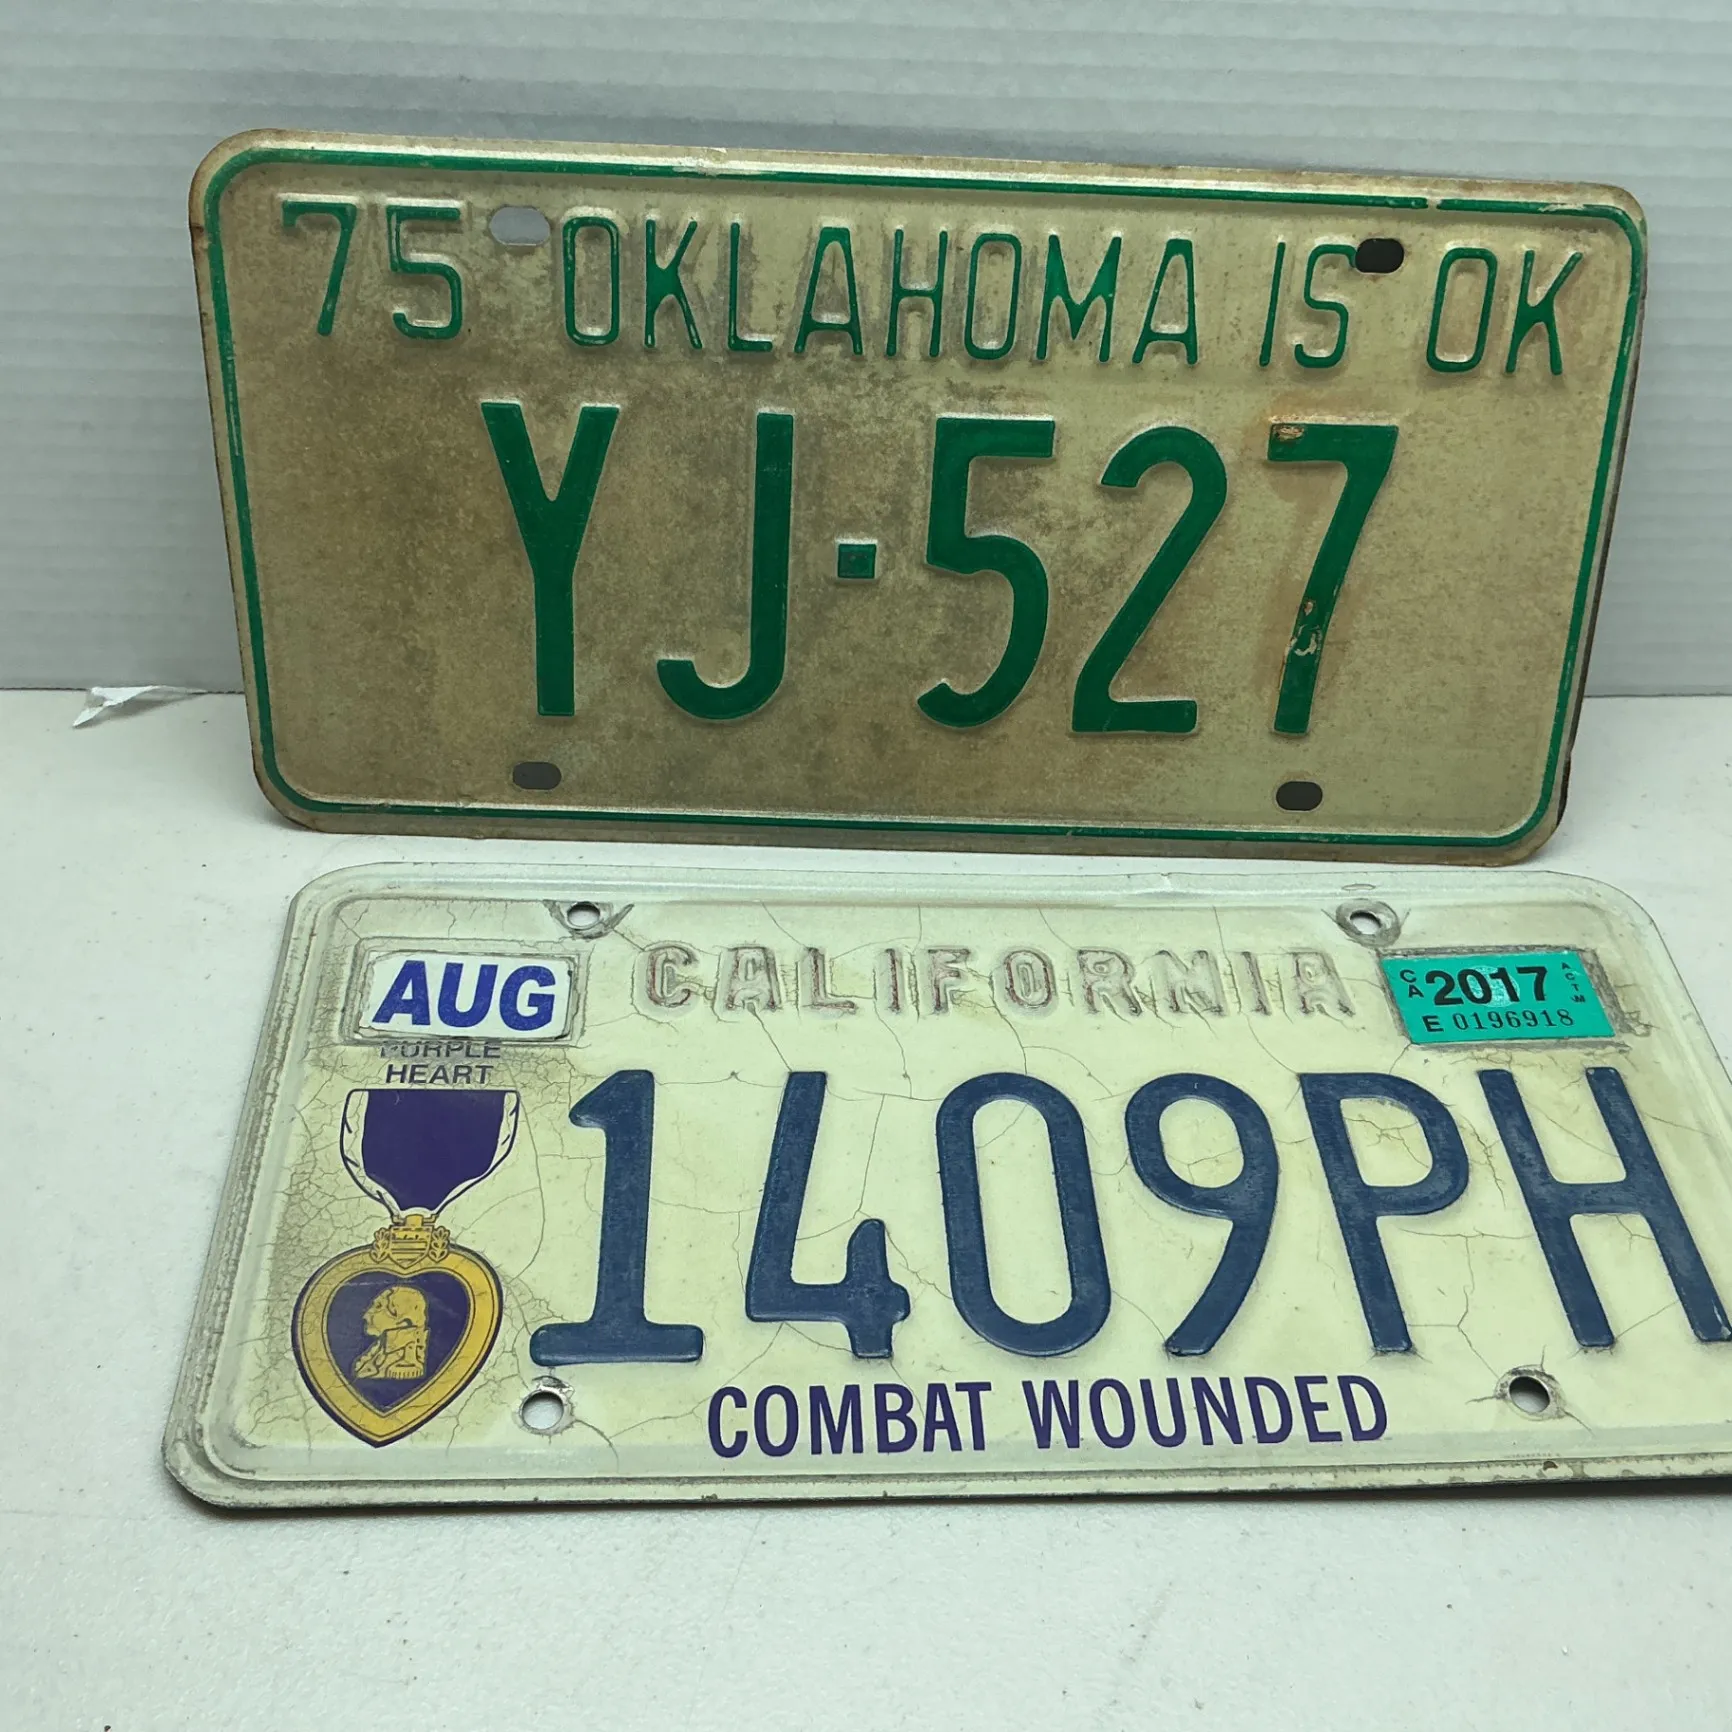 75 OKLAHOMA IS OK
YJ·527
AUG
CALIFORNIA
CA 2017
E 0196918
PURPLE
HEART
1409PH
COMBAT WOUNDED